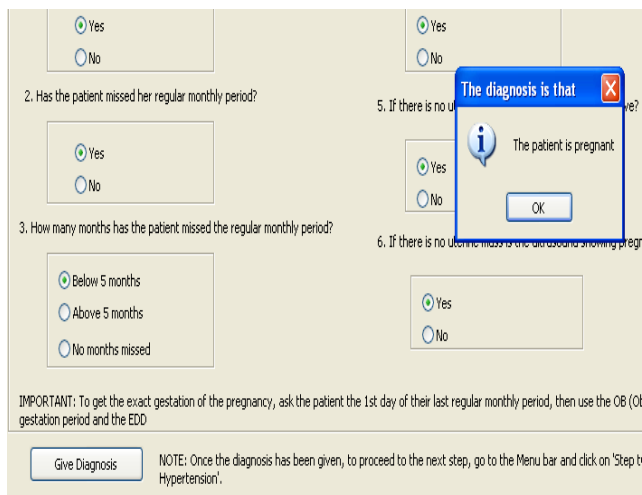 Yes
No
2. Has the patient missed her regular monthly period?
Yes
No
3. How many months has the patient missed the regular monthly period?
Below 5 months
Above 5 months
No months missed
Yes
No
5. If there is no
ve?
Yes
No
6. If there is no
Yes
No
The diagnosis is that
The patient is pregnant
OK
IMPORTANT: To get the exact gestation of the pregnancy, ask the patient the 1st day of their last regular monthly period, then use the OB
gestation period and the EDD
Give Diagnosis
NOTE: Once the diagnosis has been given, to proceed to the next step, go to the Menu bar and click on 'Step
Hypertension'.